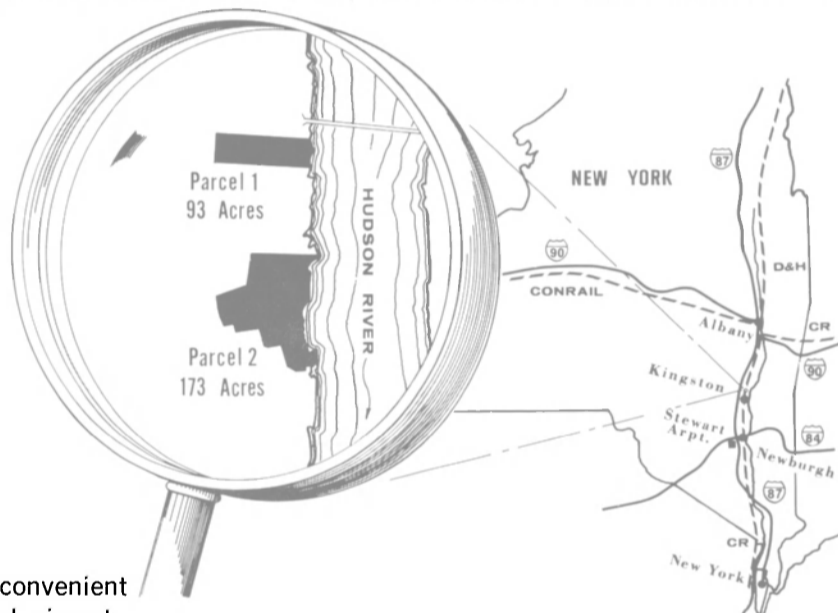 Parcel 1
93 Acres
HUDSON RIVER
Parcel 2
173 Acres
NEW YORK
87
90
CONRAIL
D&H
CR
Albany
90
Kingston
Stewart
Arpt.
84
Newburgh
87
CR
New York
convenient